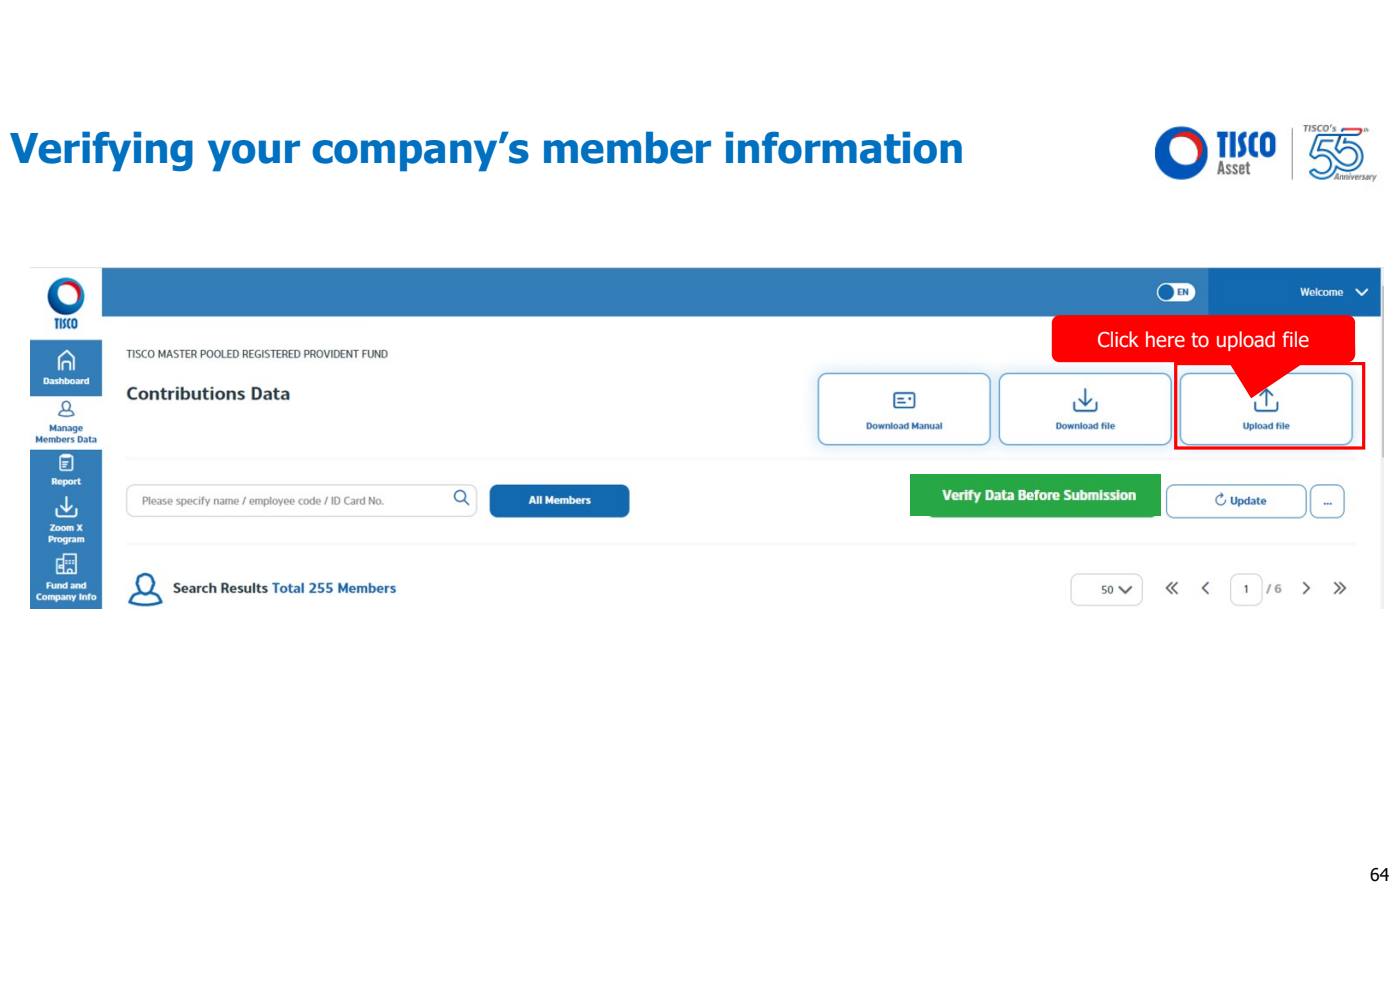 Verifying your company's member information
TISCO
Asset
TISCO's
55th
Anniversary
TISCO
EN
Welcome
Click here to upload file
Dashboard
Manage
Members Data
Report
Zoom X
Program
Fund and
Company Info
TISCO MASTER POOLED REGISTERED PROVIDENT FUND
Contributions Data
Download Manual
Download file
Upload file
Please specify name / employee code / ID Card No.
All Members
Verify Data Before Submission
Update
...
Search Results Total 255 Members
50
1 / 6
64